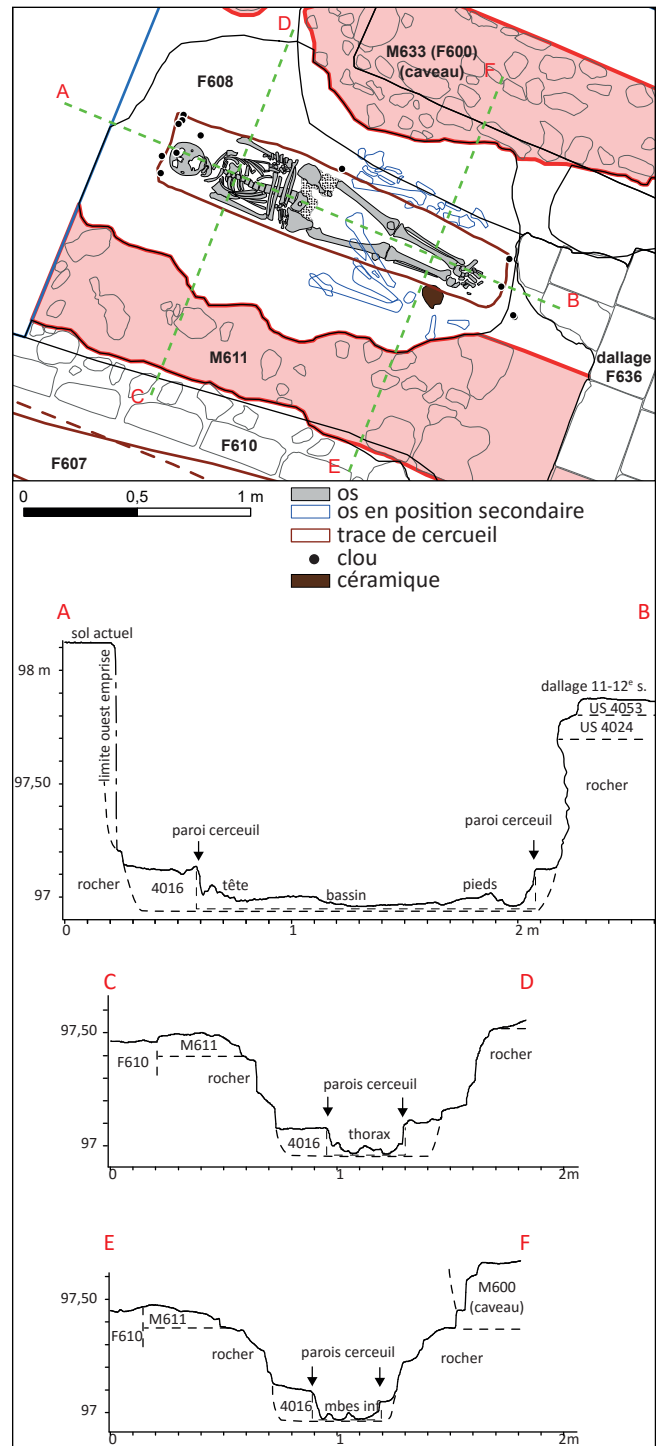 D
M633 (F600)
(caveau)
F
F608
A
B
M611
dallage
F636
C
F610
E
F607
0 0,5 1 m
os
os en position secondaire
trace de cercueil
clou
céramique
A B
sol actuel
98 m
limite ouest emprise
dallage 11-12e s.
US 4053
US 4024
97,50
rocher
paroi cerceuil
paroi cerceuil
rocher
4016
tête
bassin
pieds
97
0 1 2 m
C D
97,50
M611
F610
rocher
rocher
parois cerceuil
4016
thorax
97
0 1 2m
E F
M600
(caveau)
97,50
M611
F610
rocher
parois cerceuil
rocher
4016
mbes inf
97
0 1 2m